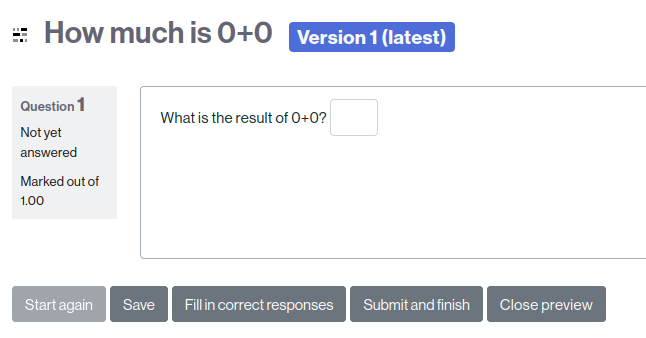 How much is 0+0 Version 1 (latest)
Question 1
Not yet
answered
Marked out of
1.00
What is the result of 0+0?
Start again Save Fill in correct responses Submit and finish Close preview